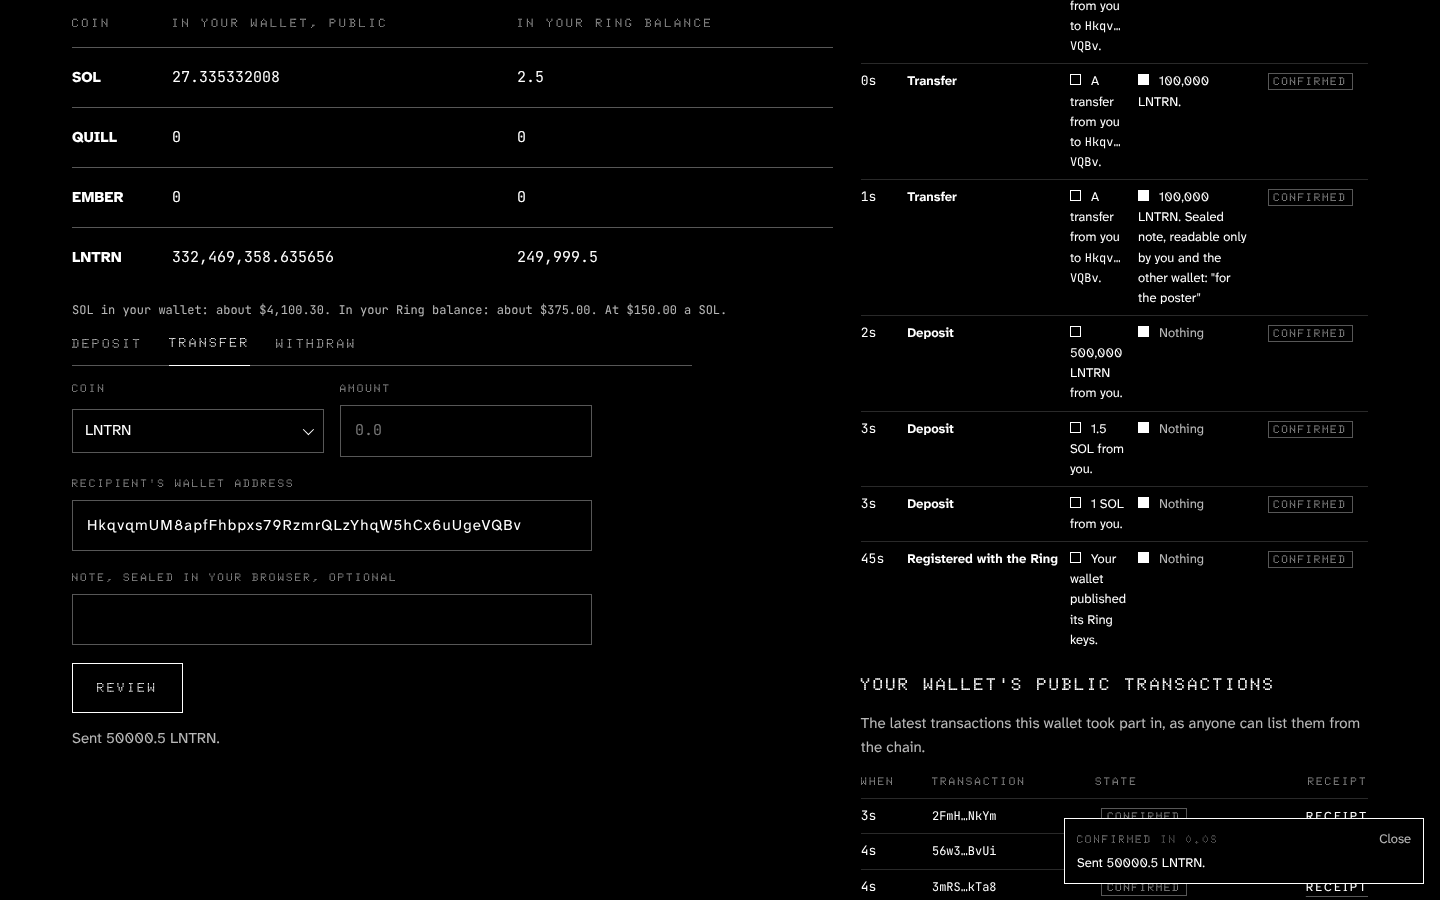 COIN IN YOUR WALLET, PUBLIC IN YOUR RING BALANCE
SOL 27.335332008 2.5
QUILL 0 0
EMBER 0 0
LNTRN 332,469,358.635656 249,999.5
SOL in your wallet: about $4,100.30. In your Ring balance: about $375.00. At $150.00 a SOL.
DEPOSIT TRANSFER WITHDRAW
COIN AMOUNT
LNTRN 0.0
RECIPIENT'S WALLET ADDRESS
HkqvqmUM8apfFhbpxs79RzmrQLzYhqW5hCx6uUgeVQBv
NOTE, SEALED IN YOUR BROWSER, OPTIONAL
REVIEW
Sent 50000.5 LNTRN.
from you
to Hkqv…
VQBv.
0s Transfer A 100,000 CONFIRMED
transfer LNTRN.
from you
to Hkqv…
VQBv.
1s Transfer A 100,000 CONFIRMED
transfer LNTRN. Sealed
from you note, readable only
to Hkqv… by you and the
VQBv. other wallet: "for
the poster"
2s Deposit Nothing CONFIRMED
500,000
LNTRN
from you.
3s Deposit 1.5 Nothing CONFIRMED
SOL from
you.
3s Deposit 1 SOL Nothing CONFIRMED
from you.
45s Registered with the Ring Your Nothing CONFIRMED
wallet
published
its Ring
keys.
YOUR WALLET'S PUBLIC TRANSACTIONS
The latest transactions this wallet took part in, as anyone can list them from
the chain.
WHEN TRANSACTION STATE RECEIPT
3s 2FmH…NkYm CONFIRMED RECEIPT
4s 56w3…BvUi
4s 3mRS…kTa8 CONFIRMED RECEIPT
CONFIRMED IN 0.0S Close
Sent 50000.5 LNTRN.